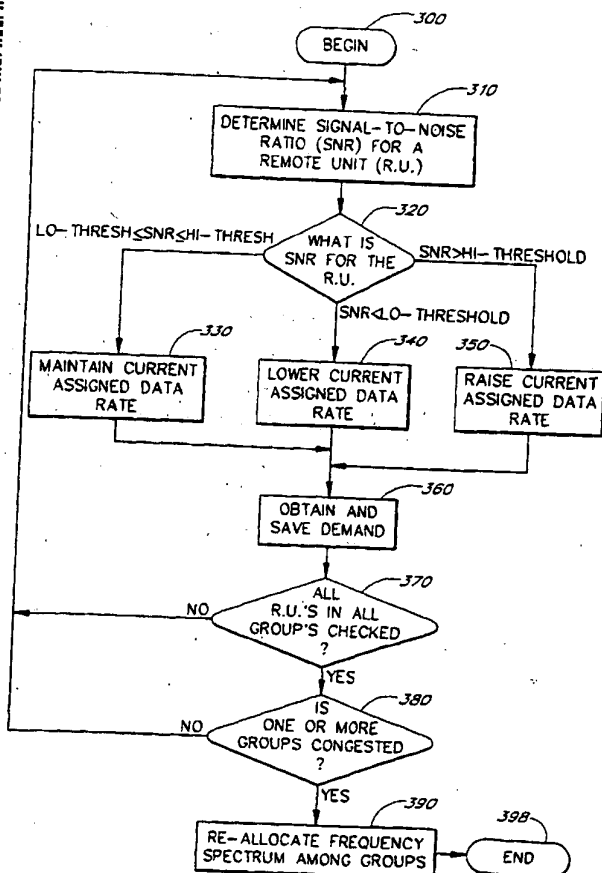 300
BEGIN
310
DETERMINE SIGNAL-TO-NOISE
RATIO (SNR) FOR A
REMOTE UNIT (R.U.)
320
LO-THRESH≤SNR≤HI-THRESH
WHAT IS
SNR FOR THE
R.U.
SNR>HI-THRESHOLD
SNR<LO-THRESHOLD
330
MAINTAIN CURRENT
ASSIGNED DATA
RATE
340
LOWER CURRENT
ASSIGNED DATA
RATE
350
RAISE CURRENT
ASSIGNED DATA
RATE
360
OBTAIN AND
SAVE DEMAND
370
ALL
R.U.'S IN ALL
GROUP'S CHECKED
?
NO
YES
380
IS
ONE OR MORE
GROUPS CONGESTED
?
NO
YES
390
RE-ALLOCATE FREQUENCY
SPECTRUM AMONG GROUPS
398
END